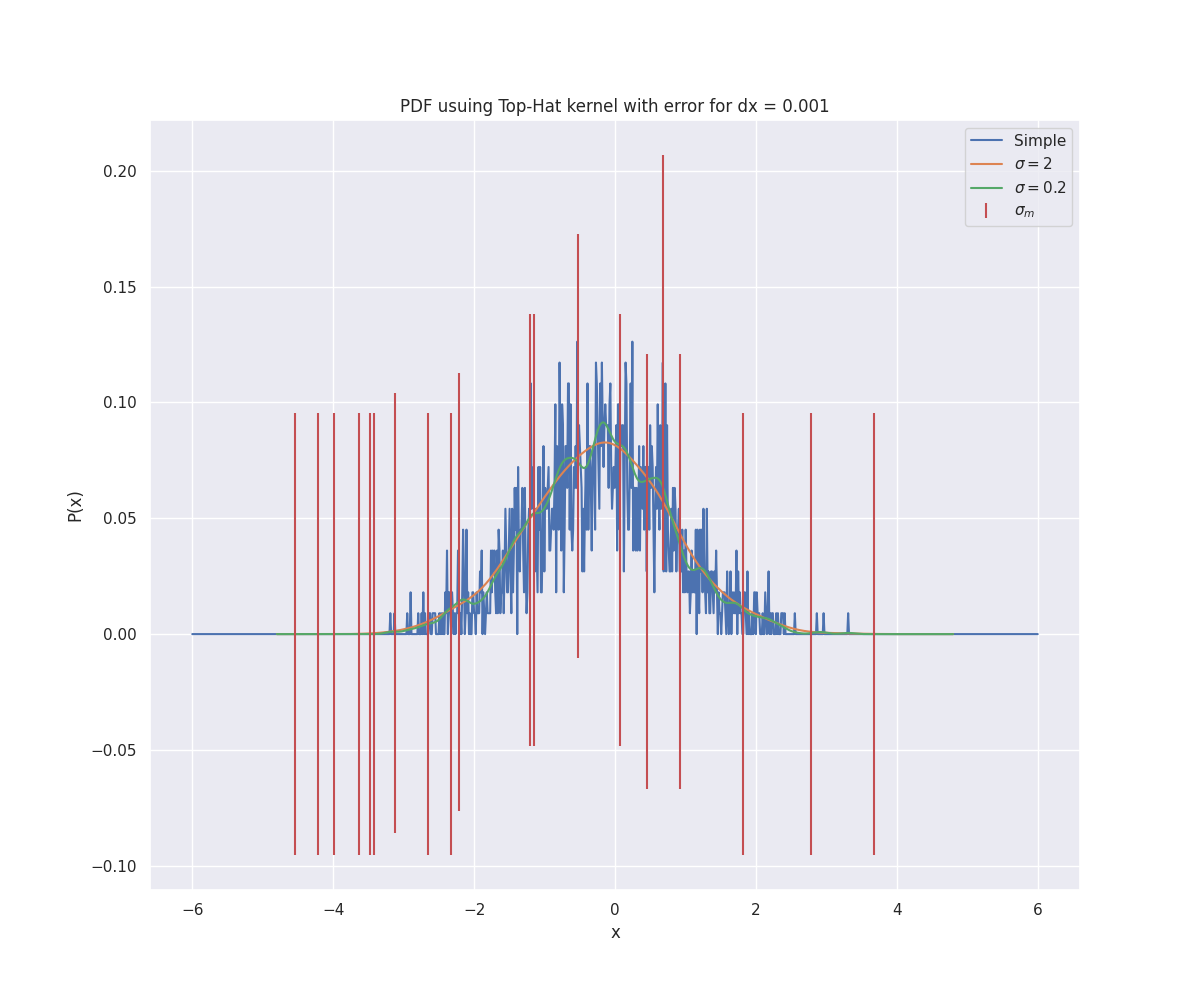 PDF usuing Top-Hat kernel with error for dx = 0.001
Simple
σ = 2
σ = 0.2
σm
P(x)
0.20
0.15
0.10
0.05
0.00
−0.05
−0.10
−6 −4 −2 0 2 4 6
x